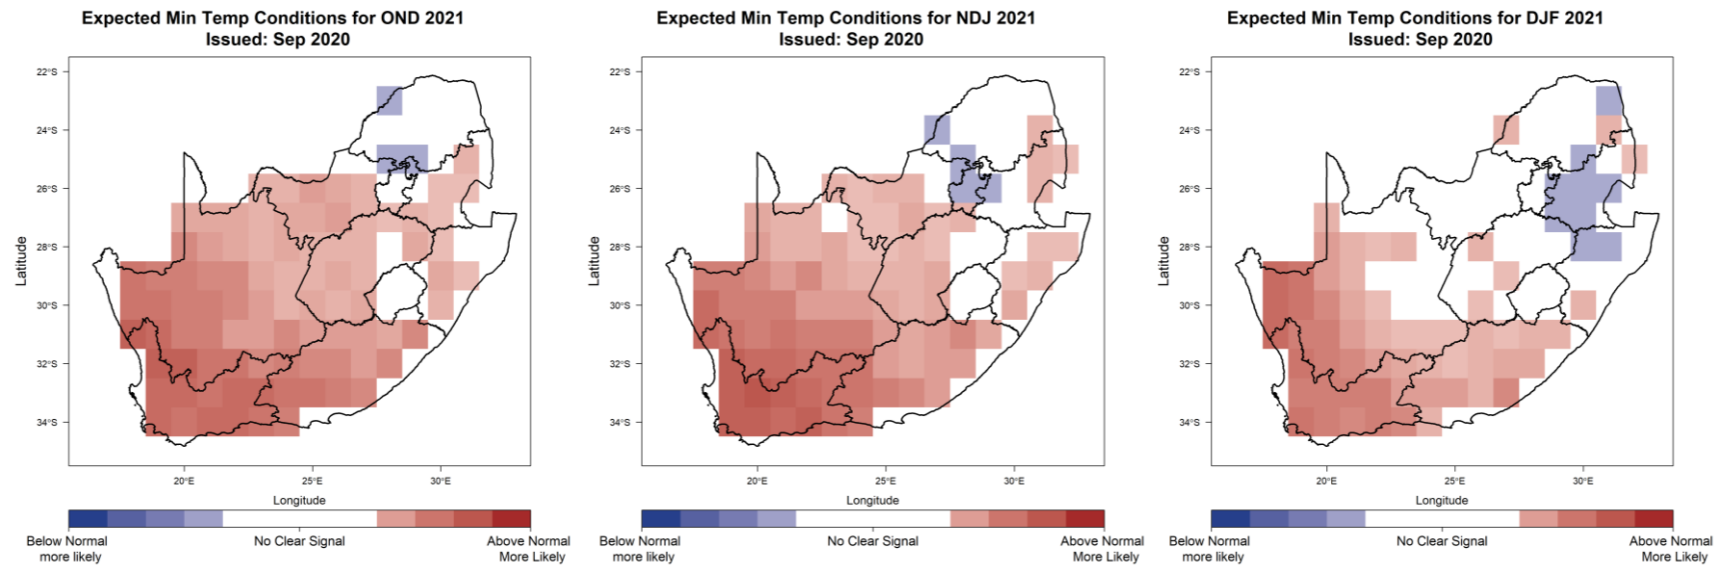 Expected Min Temp Conditions for OND 2021
Issued: Sep 2020
22°S
24°S
26°S
28°S
30°S
32°S
34°S
Latitude
20°E 25°E 30°E
Longitude
Below Normal
more likely
No Clear Signal
Above Normal
More Likely
Expected Min Temp Conditions for NDJ 2021
Issued: Sep 2020
22°S
24°S
26°S
28°S
30°S
32°S
34°S
Latitude
20°E 25°E 30°E
Longitude
Below Normal
more likely
No Clear Signal
Above Normal
More Likely
Expected Min Temp Conditions for DJF 2021
Issued: Sep 2020
22°S
24°S
26°S
28°S
30°S
32°S
34°S
Latitude
20°E 25°E 30°E
Longitude
Below Normal
more likely
No Clear Signal
Above Normal
More Likely